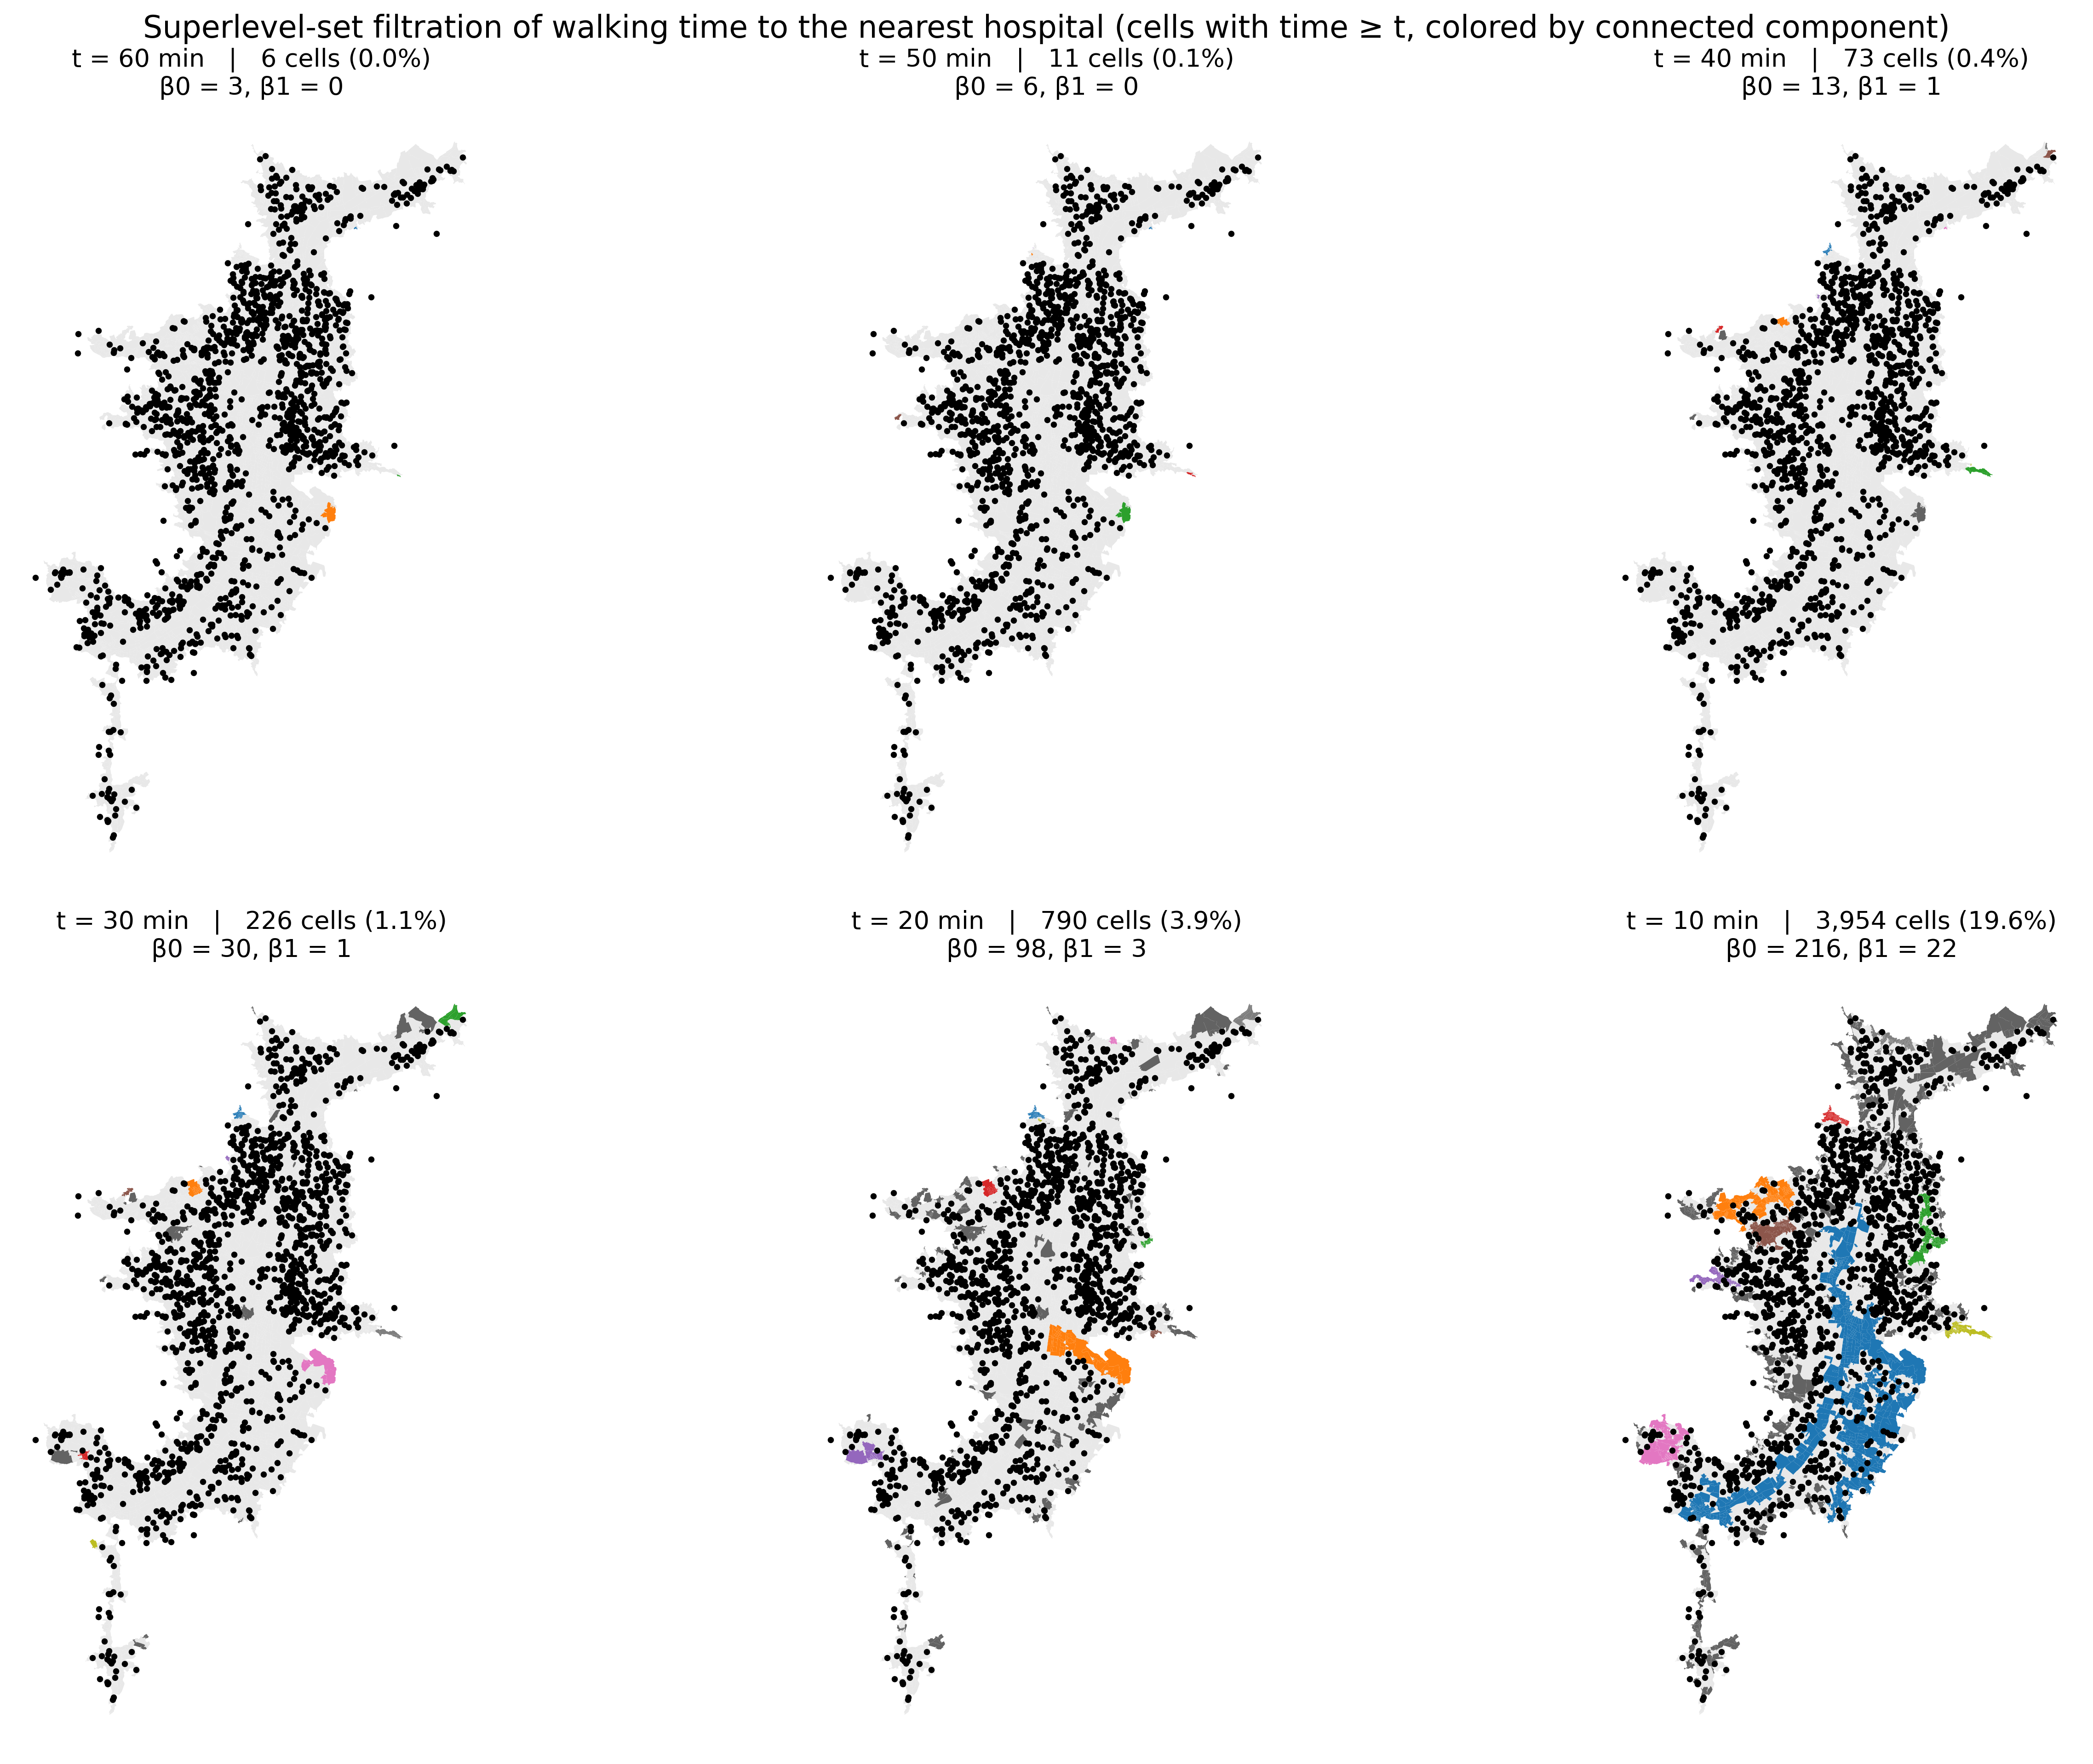 Superlevel-set filtration of walking time to the nearest hospital (cells with time ≥ t, colored by connected component)
t = 60 min | 6 cells (0.0%)
β0 = 3, β1 = 0
t = 50 min | 11 cells (0.1%)
β0 = 6, β1 = 0
t = 40 min | 73 cells (0.4%)
β0 = 13, β1 = 1
t = 30 min | 226 cells (1.1%)
β0 = 30, β1 = 1
t = 20 min | 790 cells (3.9%)
β0 = 98, β1 = 3
t = 10 min | 3,954 cells (19.6%)
β0 = 216, β1 = 22